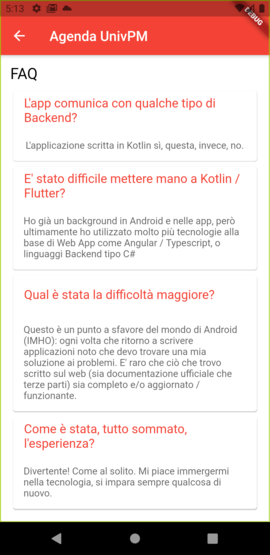 5:13
DEBUG
Agenda UnivPM
FAQ
L'app comunica con qualche tipo di
Backend?
L'applicazione scritta in Kotlin sì, questa, invece, no.
E' stato difficile mettere mano a Kotlin /
Flutter?
Ho già un background in Android e nelle app, però
ultimamente ho utilizzato molto più tecnologie alla
base di Web App come Angular / Typescript, o
linguaggi Backend tipo C#
Qual è stata la difficoltà maggiore?
Questo è un punto a sfavore del mondo di Android
(IMHO): ogni volta che ritorno a scrivere
applicazioni noto che devo trovare una mia
soluzione ai problemi. E' raro che ciò che trovo
scritto sul web (sia documentazione ufficiale che
terze parti) sia completo e/o aggiornato /
funzionante.
Come è stata, tutto sommato,
l'esperienza?
Divertente! Come al solito. Mi piace immergermi
nella tecnologia, si impara sempre qualcosa di
nuovo.